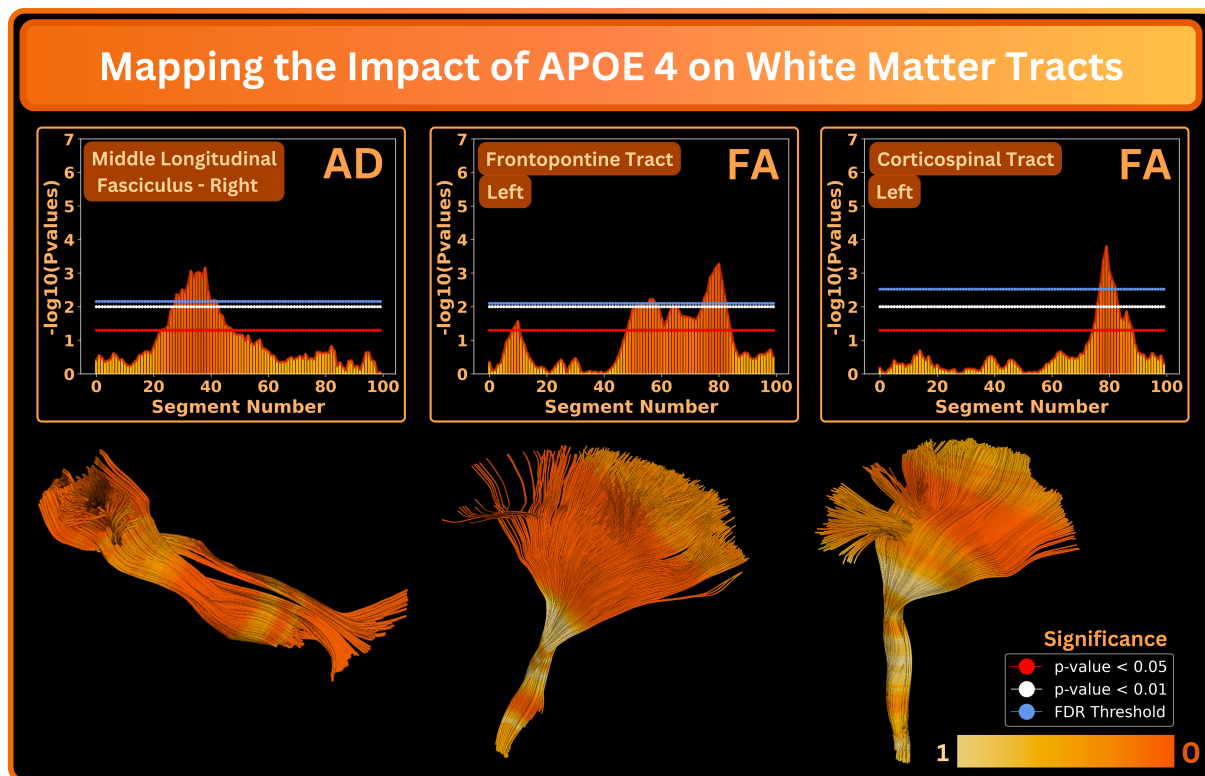 Mapping the Impact of APOE 4 on White Matter Tracts
Middle Longitudinal
Fasciculus - Right
AD
-log10(Pvalues)
7
6
5
4
3
2
1
0
0 20 40 60 80 100
Segment Number
Frontopontine Tract
Left
FA
-log10(Pvalues)
7
6
5
4
3
2
1
0
0 20 40 60 80 100
Segment Number
Corticospinal Tract
Left
FA
-log10(Pvalues)
7
6
5
4
3
2
1
0
0 20 40 60 80 100
Segment Number
Significance
p-value < 0.05
p-value < 0.01
FDR Threshold
1 0